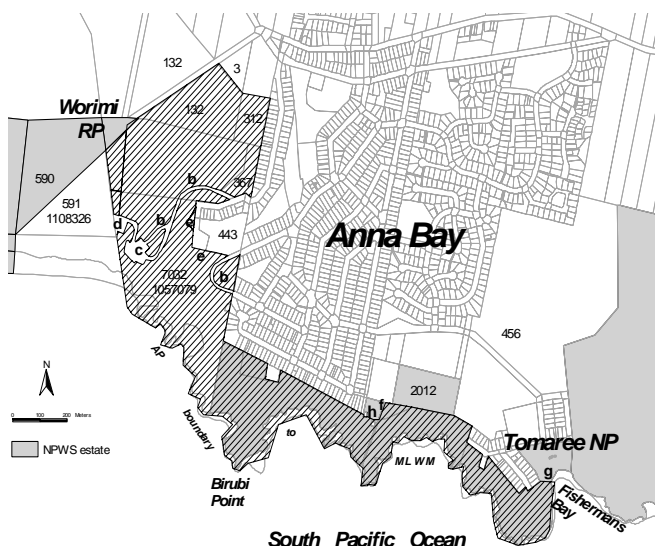 132
3
Worimi
RP
132
312
590
591
1108326
b
367
b
e
d
443
Anna Bay
c
e
7032
1057079
b
456
AP
N
0 100 200 Meters
2012
boundary
h
f
to
Tomaree NP
NPWS estate
MLWM
g
Birubi
Point
Fishermans
Bay
South Pacific Ocean